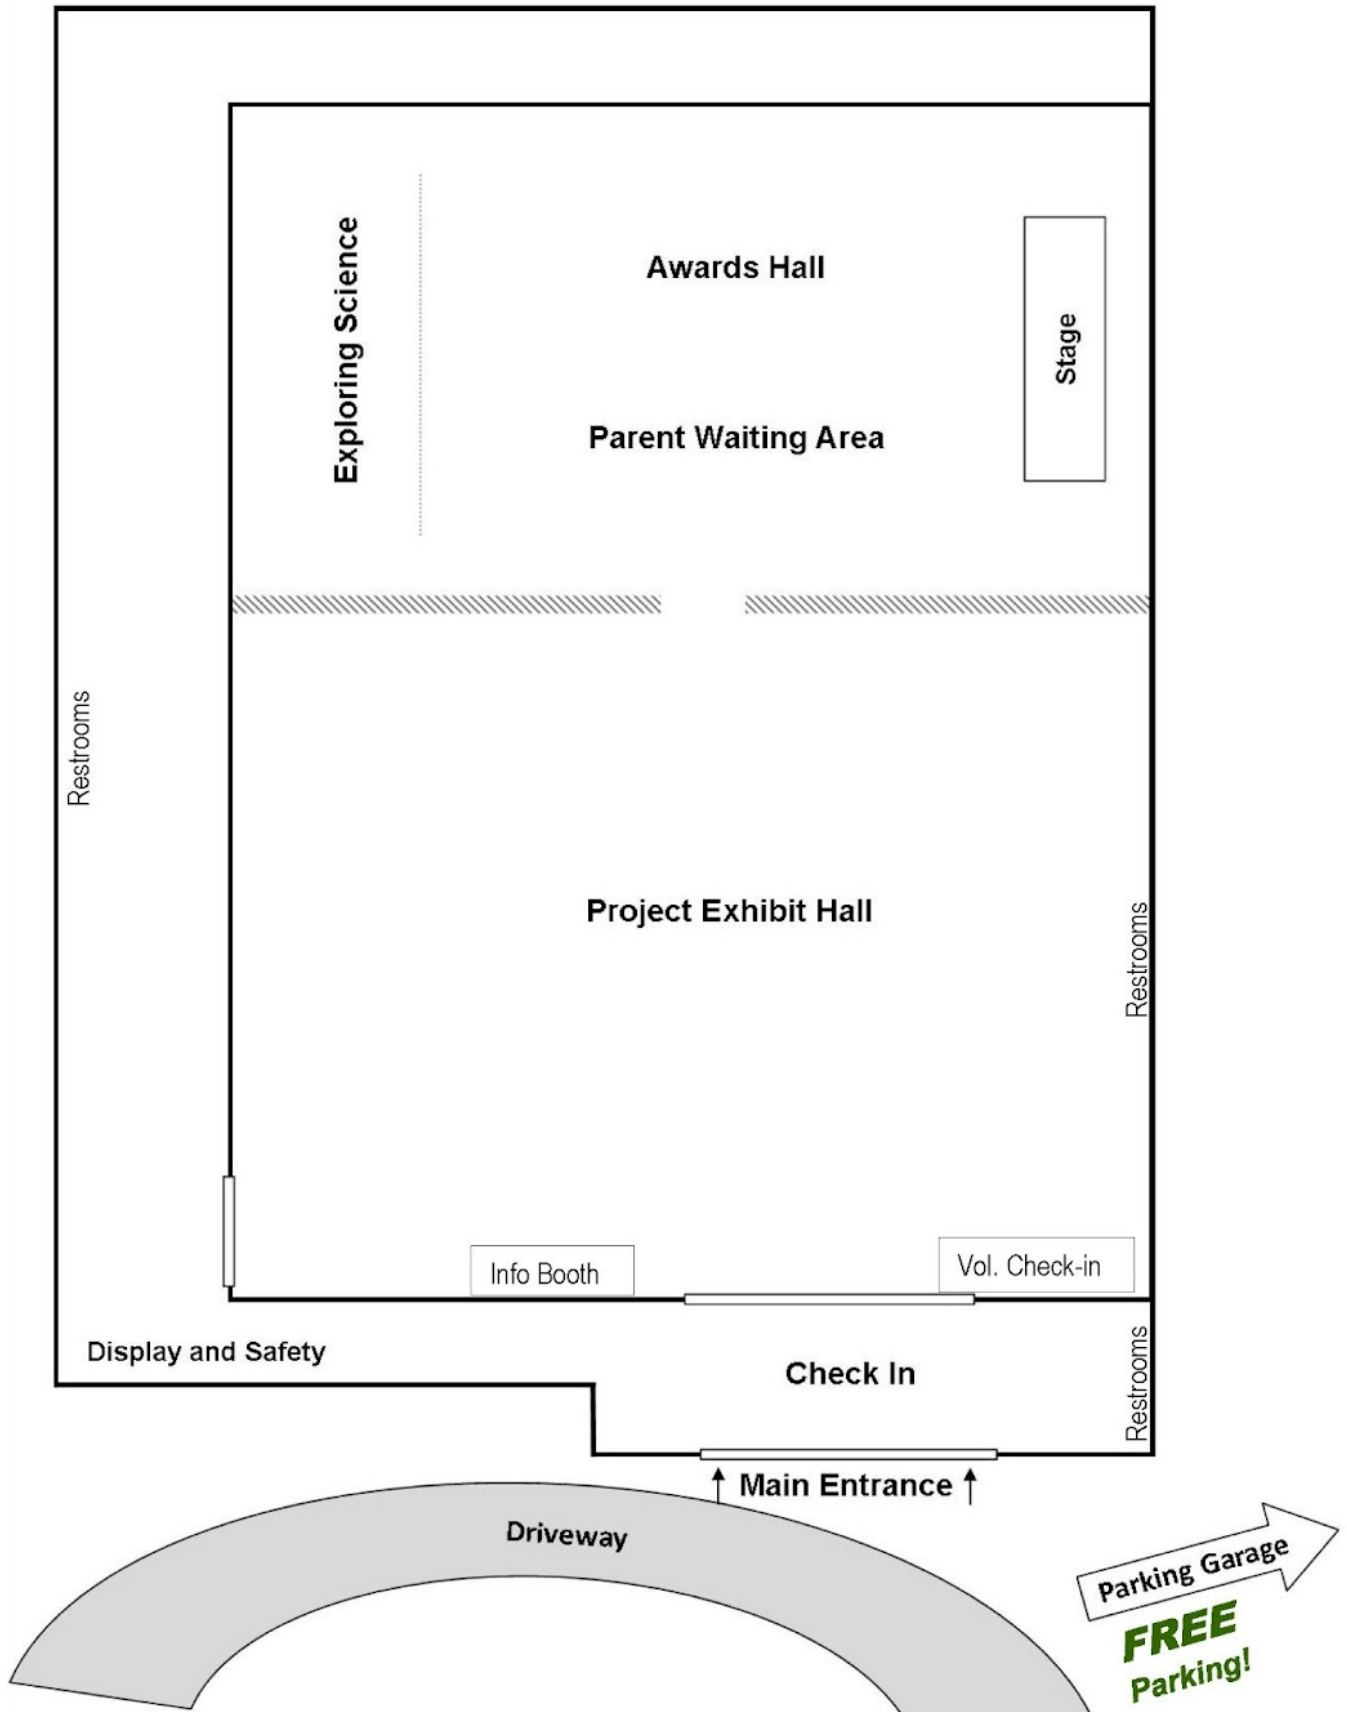 Exploring Science
Awards Hall
Stage
Parent Waiting Area
Restrooms
Project Exhibit Hall
Restrooms
Info Booth
Vol. Check-in
Display and Safety
Check In
Restrooms
Main Entrance
Driveway
Parking Garage
FREE
Parking!